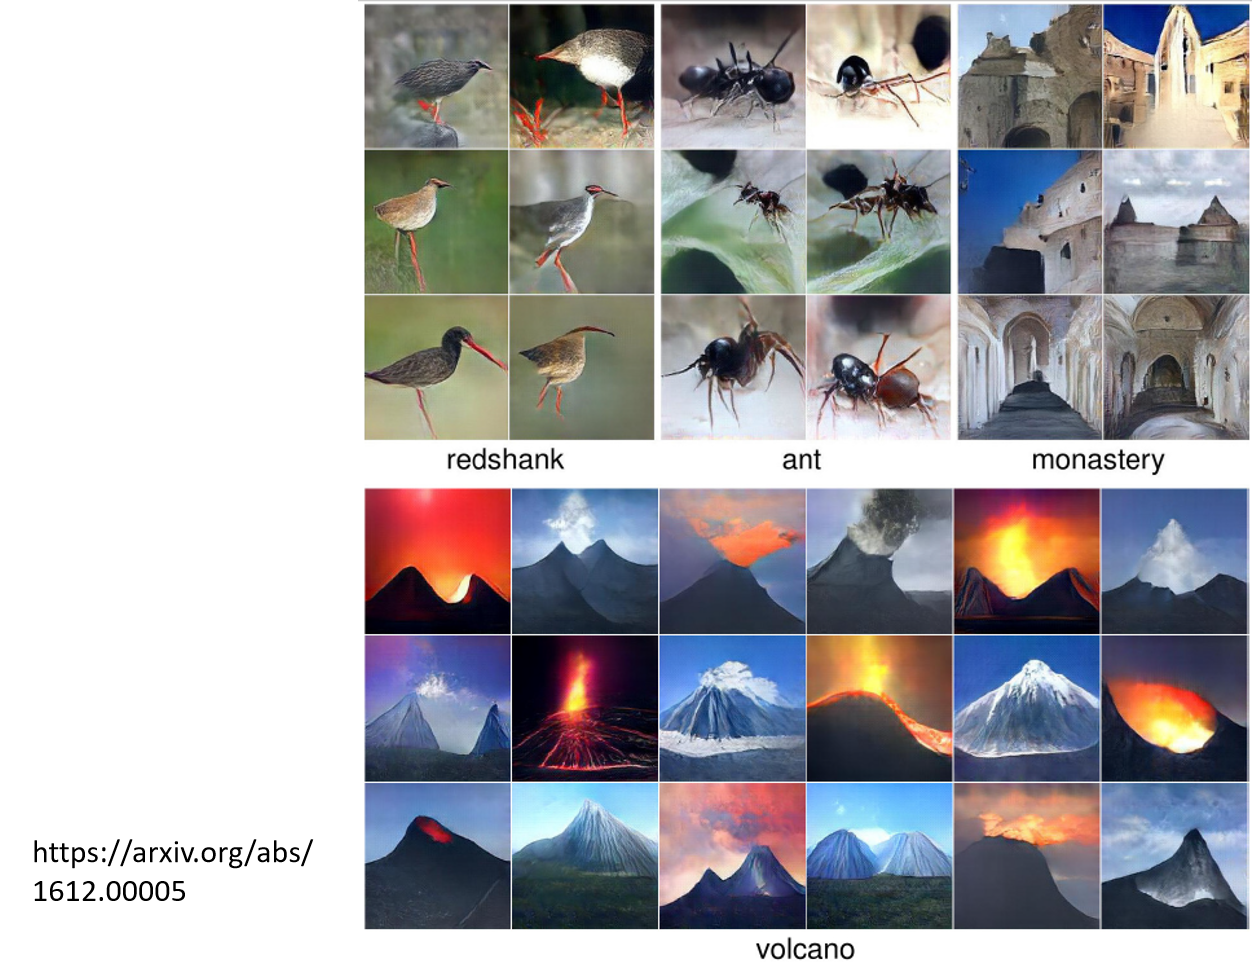 redshank
ant
monastery
https://arxiv.org/abs/
1612.00005
volcano